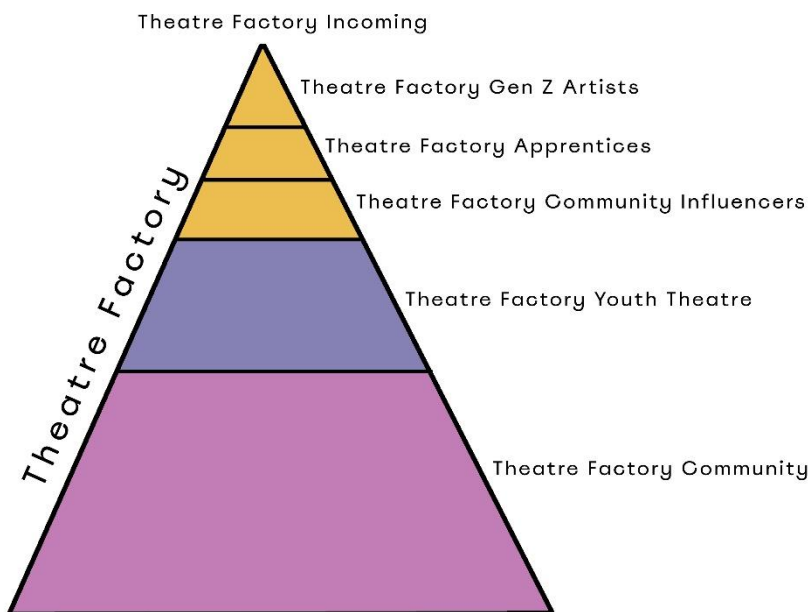 Theatre Factory Incoming
Theatre Factory Gen Z Artists
Theatre Factory Apprentices
Theatre Factory Community Influencers
Theatre Factory Youth Theatre
Theatre Factory Community
Theatre Factory